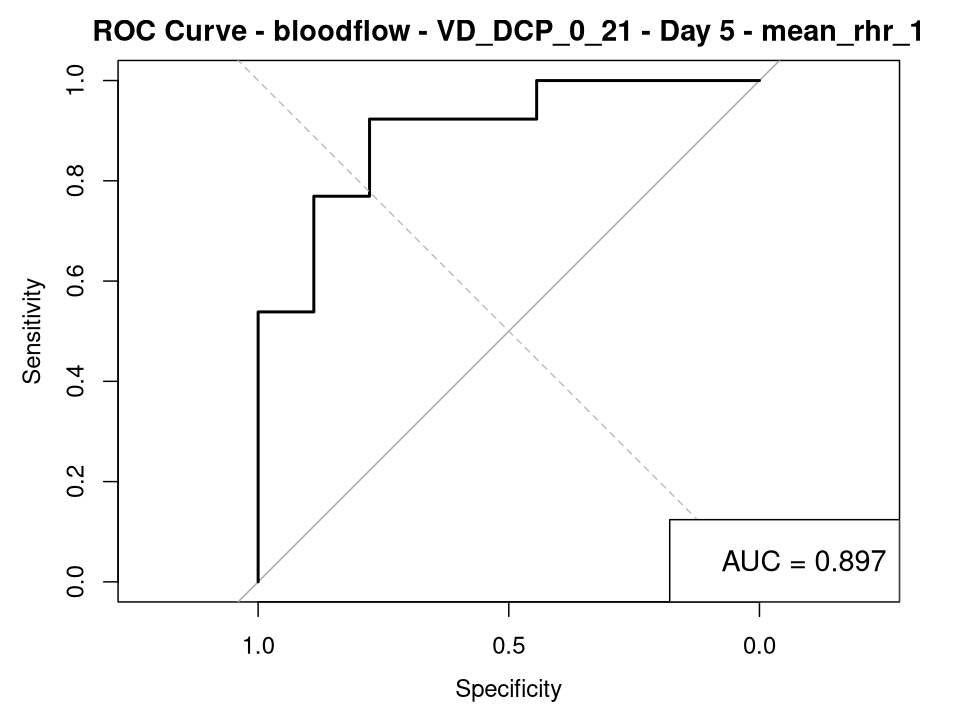 ROC Curve - bloodflow - VD_DCP_0_21 - Day 5 - mean_rhr_1
Sensitivity
1.0
0.8
0.6
0.4
0.2
0.0
AUC = 0.897
1.0 0.5 0.0
Specificity